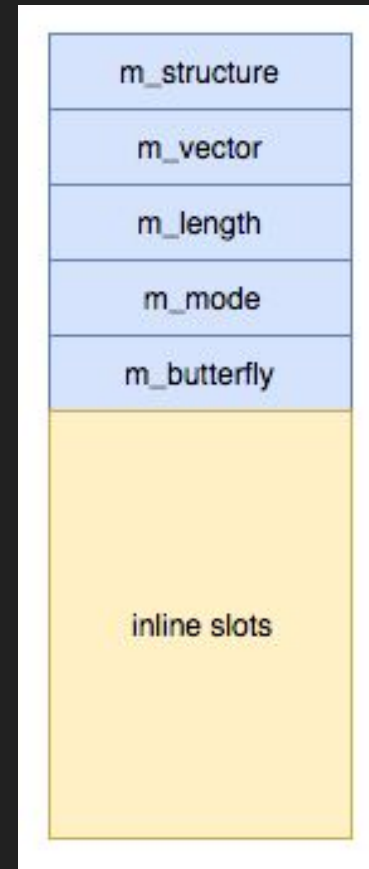 m_structure
m_vector
m_length
m_mode
m_butterfly
inline slots